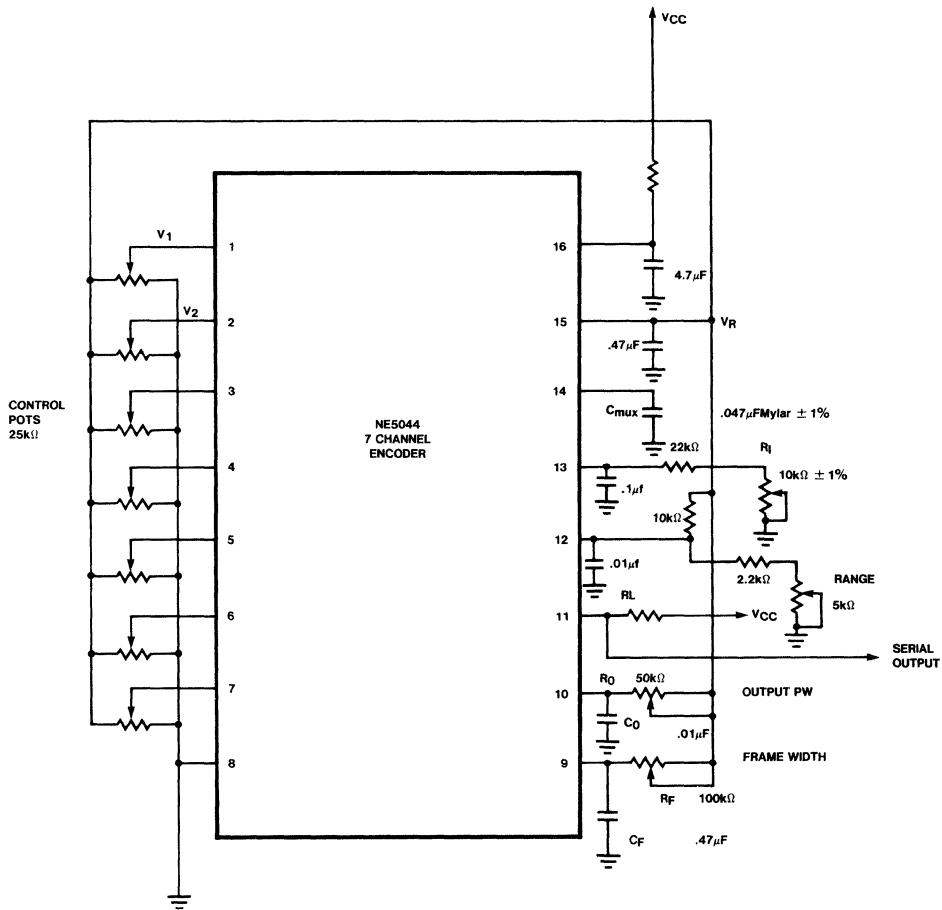 VCC
V1
1
16
4.7µF
V2
2
15
VR
.47µF
3
14
Cmux
.047µFMylar ± 1%
CONTROL
POTS
25kΩ
NE5044
7 CHANNEL
ENCODER
22kΩ
RI
4
13
10kΩ ± 1%
.1µf
10kΩ
5
12
.01µf
2.2kΩ
RANGE
5kΩ
RL
6
11
VCC
SERIAL
OUTPUT
7
10
RO
50kΩ
OUTPUT PW
CO
.01µF
FRAME WIDTH
8
9
RF
100kΩ
CF
.47µF